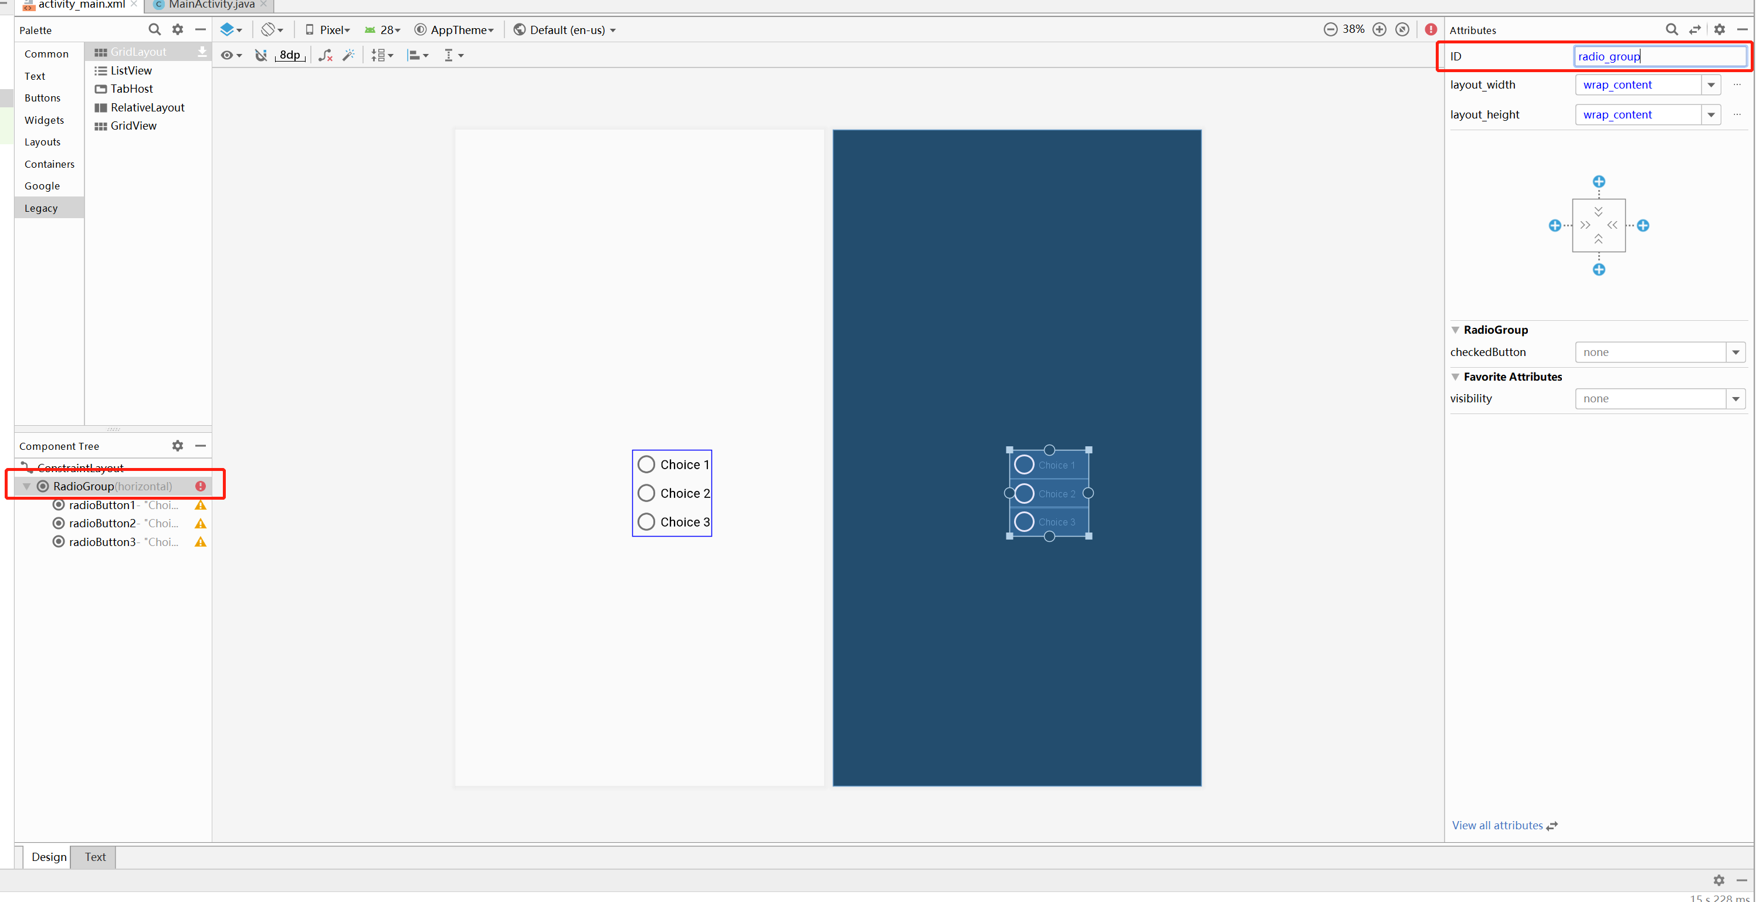 activity_main.xml
MainActivity.java
Palette
Pixel
28
AppTheme
Default (en-us)
38%
Attributes
8dp
Common
Text
Buttons
Widgets
Layouts
Containers
Google
Legacy
GridLayout
ListView
TabHost
RelativeLayout
GridView
Component Tree
ConstraintLayout
RadioGroup(horizontal)
radioButton1- "Choi...
radioButton2- "Choi...
radioButton3- "Choi...
Choice 1
Choice 2
Choice 3
Choice 1
Choice 2
Choice 3
ID radio_group
layout_width wrap_content ...
layout_height wrap_content ...
RadioGroup
checkedButton none
Favorite Attributes
visibility none
View all attributes
Design Text
15 s 228 ms